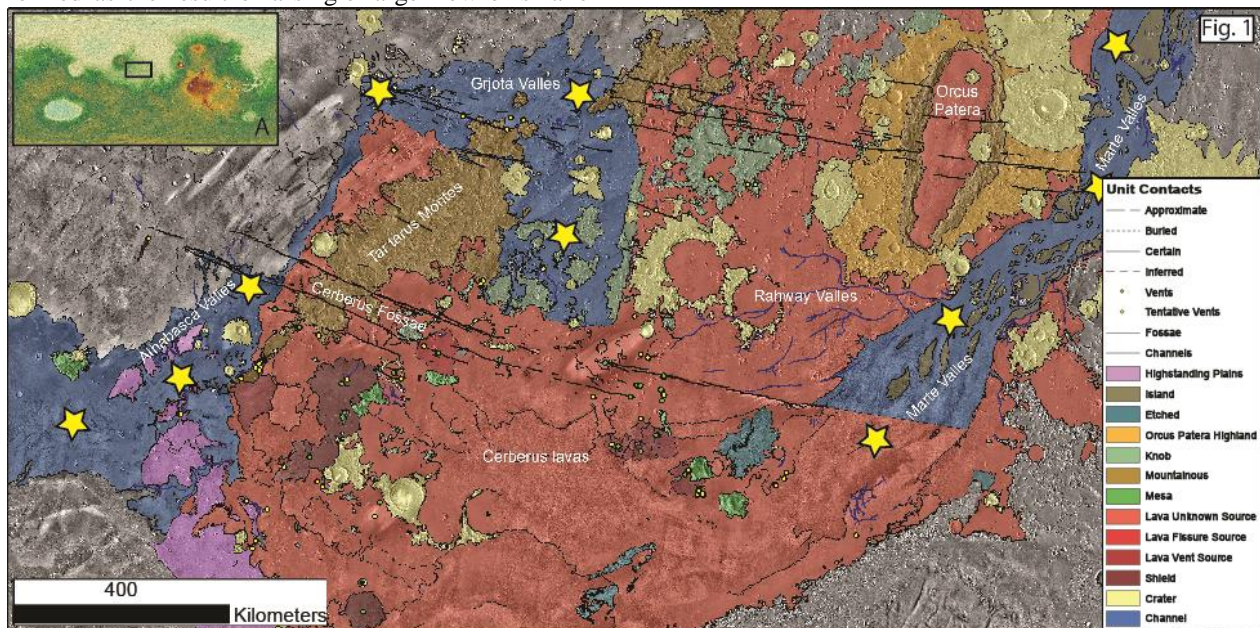 Fig. 1
A
Grjota Valles
Orcus
Patera
Marte Valles
Tartarus Montes
Athabasca Valles
Cerberus Fossae
Rahway Valles
Marte Valles
Cerberus lavas
400
Kilometers
Unit Contacts
Approximate
Buried
Certain
Inferred
Vents
Tentative Vents
Fossae
Channels
Highstanding Plains
Island
Etched
Orcus Patera Highland
Knob
Mountainous
Mesa
Lava Unknown Source
Lava Fissure Source
Lava Vent Source
Shield
Crater
Channel